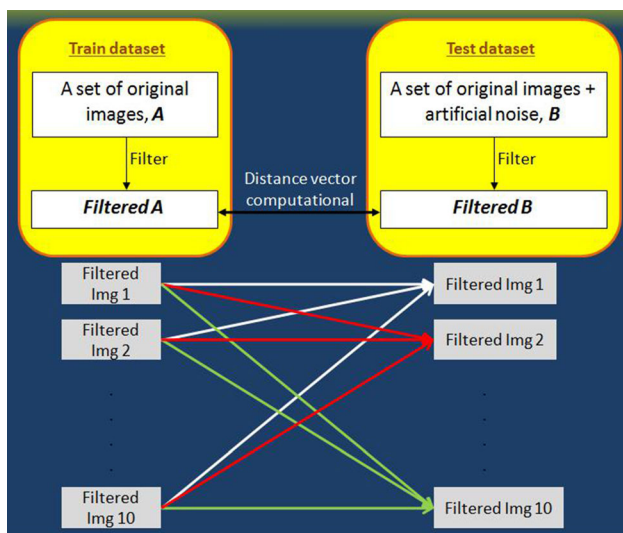 Train dataset
A set of original
images, A
Filter
Filtered A
Distance vector
computational
Test dataset
A set of original images +
artificial noise, B
Filter
Filtered B
Filtered
Img 1
Filtered
Img 2
Filtered
Img 10
Filtered Img 1
Filtered Img 2
Filtered Img 10